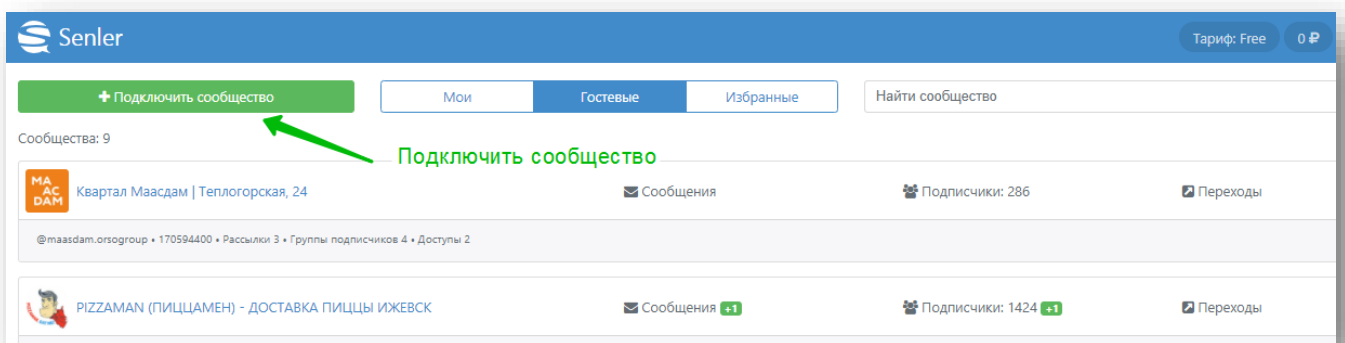 Senler
Тариф: Free 0 ₽
Подключить сообщество Мои Гостевые Избранные Найти сообщество
Сообщества: 9
Подключить сообщество
MA
AC
DAM
Квартал Маасдам | Теплогорская, 24 Сообщения Подписчики: 286 Переходы
@maasdam.orsogroup • 170594400 • Рассылки 3 • Группы подписчиков 4 • Доступы 2
PIZZAMAN (ПИЦЦАМЕН) - ДОСТАВКА ПИЦЦЫ ИЖЕВСК Сообщения +1 Подписчики: 1424 +1 Переходы